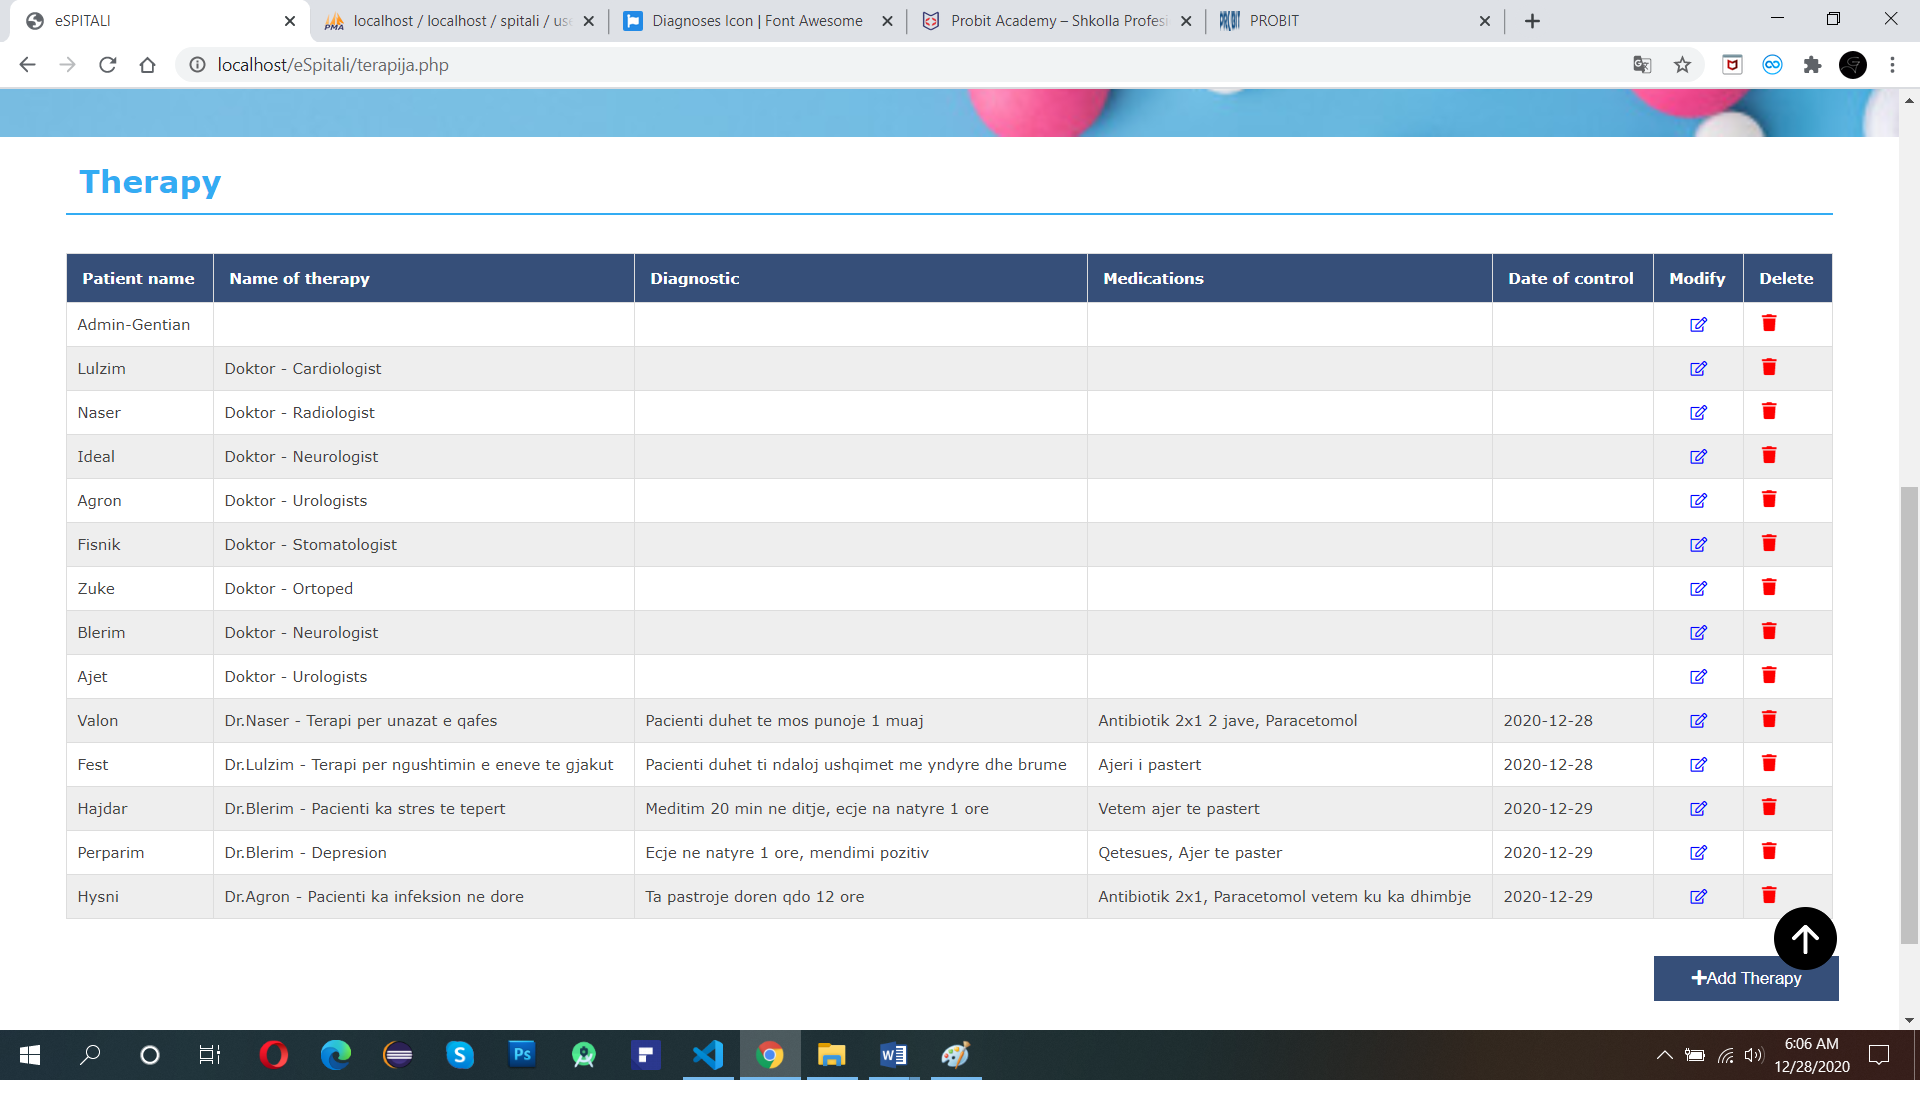 eSPITALI
localhost / localhost / spitali / us
Diagnoses Icon | Font Awesome
Probit Academy – Shkolla Profesi
PROBIT
localhost/eSpitali/terapija.php
Therapy
Patient name Name of therapy Diagnostic Medications Date of control Modify Delete
Admin-Gentian
Lulzim Doktor - Cardiologist
Naser Doktor - Radiologist
Ideal Doktor - Neurologist
Agron Doktor - Urologists
Fisnik Doktor - Stomatologist
Zuke Doktor - Ortoped
Blerim Doktor - Neurologist
Ajet Doktor - Urologists
Valon Dr.Naser - Terapi per unazat e qafes Pacienti duhet te mos punoje 1 muaj Antibiotik 2x1 2 jave, Paracetomol 2020-12-28
Fest Dr.Lulzim - Terapi per ngushtimin e eneve te gjakut Pacienti duhet ti ndaloj ushqimet me yndyre dhe brume Ajeri i pastert 2020-12-28
Hajdar Dr.Blerim - Pacienti ka stres te tepert Meditim 20 min ne ditje, ecje na natyre 1 ore Vetem ajer te pastert 2020-12-29
Perparim Dr.Blerim - Depresion Ecje ne natyre 1 ore, mendimi pozitiv Qetesues, Ajer te paster 2020-12-29
Hysni Dr.Agron - Pacienti ka infeksion ne dore Ta pastroje doren qdo 12 ore Antibiotik 2x1, Paracetomol vetem ku ka dhimbje 2020-12-29
+Add Therapy
6:06 AM
12/28/2020